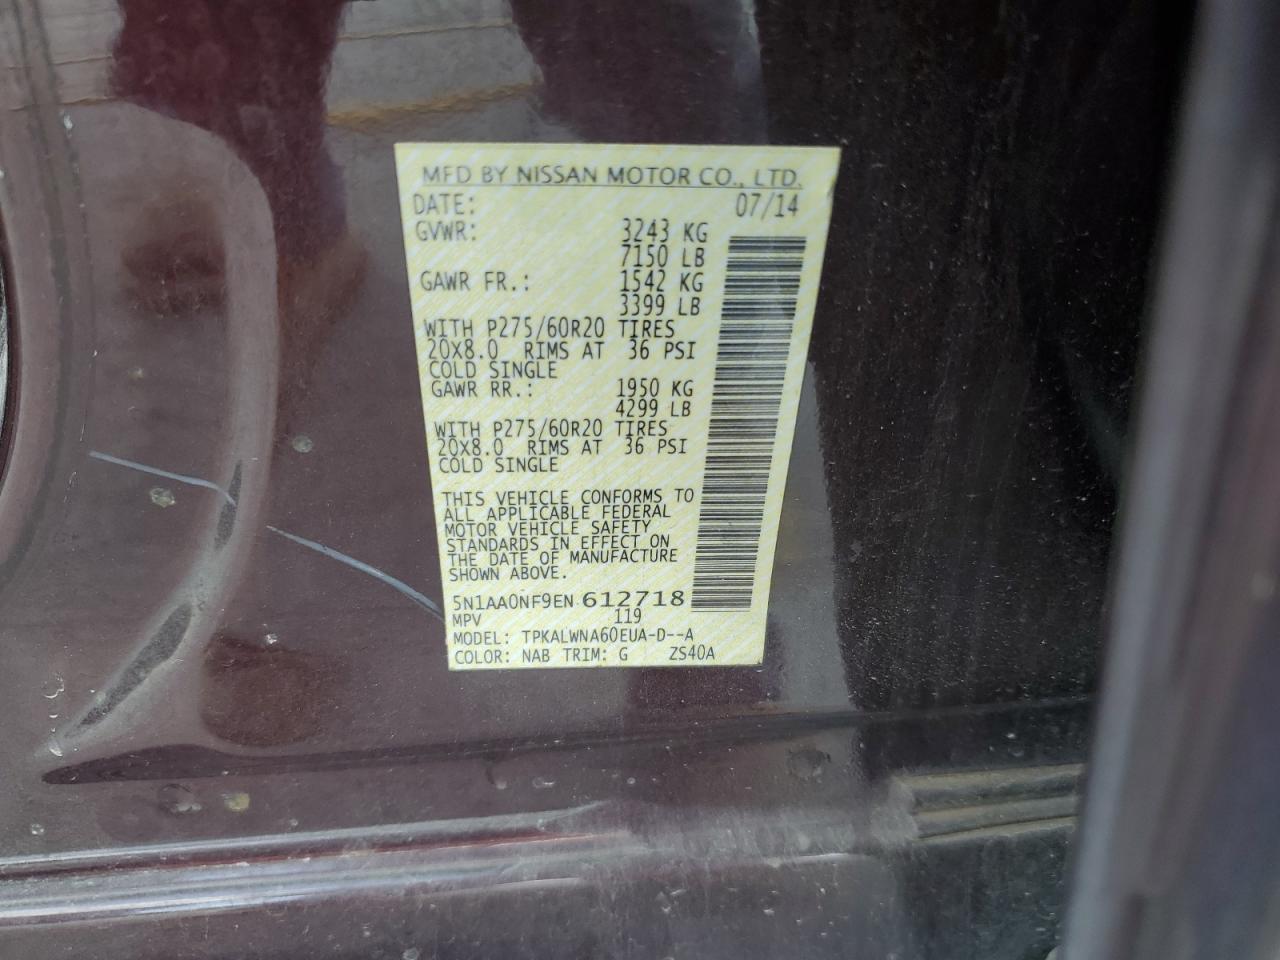 MFD BY NISSAN MOTOR CO., LTD.
DATE: 07/14
GVWR: 3243 KG
7150 LB
GAWR FR.: 1542 KG
3399 LB
WITH P275/60R20 TIRES
20X8.0 RIMS AT 36 PSI
COLD SINGLE
GAWR RR.: 1950 KG
4299 LB
WITH P275/60R20 TIRES
20X8.0 RIMS AT 36 PSI
COLD SINGLE
THIS VEHICLE CONFORMS TO
ALL APPLICABLE FEDERAL
MOTOR VEHICLE SAFETY
STANDARDS IN EFFECT ON
THE DATE OF MANUFACTURE
SHOWN ABOVE.
5N1AA0NF9EN 612718
MPV 119
MODEL: TPKALWNA60EUA-D--A
COLOR: NAB TRIM: G ZS40A